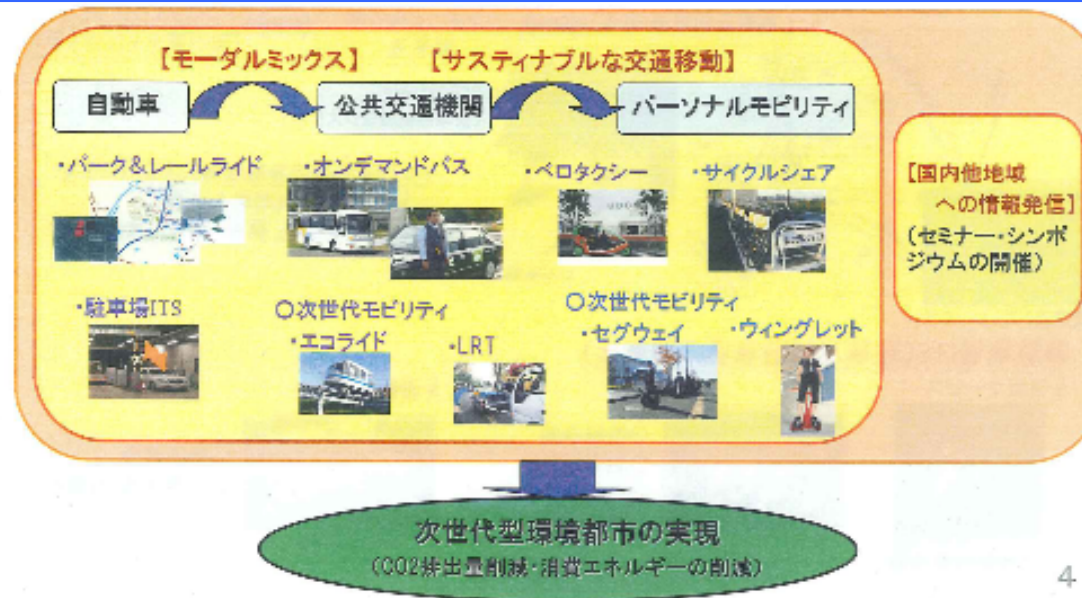 【モーダルミックス】 【サスティナブルな交通移動】
自動車 公共交通機関 パーソナルモビリティ
・パーク&レールライド ・オンデマンドバス ・ベロタクシー ・サイクルシェア
【国内他地域
への情報発信】
(セミナー・シンポ
ジウムの開催)
・駐車場ITS ○次世代モビリティ ○次世代モビリティ
・エコライド ・LRT ・セグウェイ ・ウィングレット
次世代型環境都市の実現
(CO2排出量削減・消費エネルギーの削減)
4